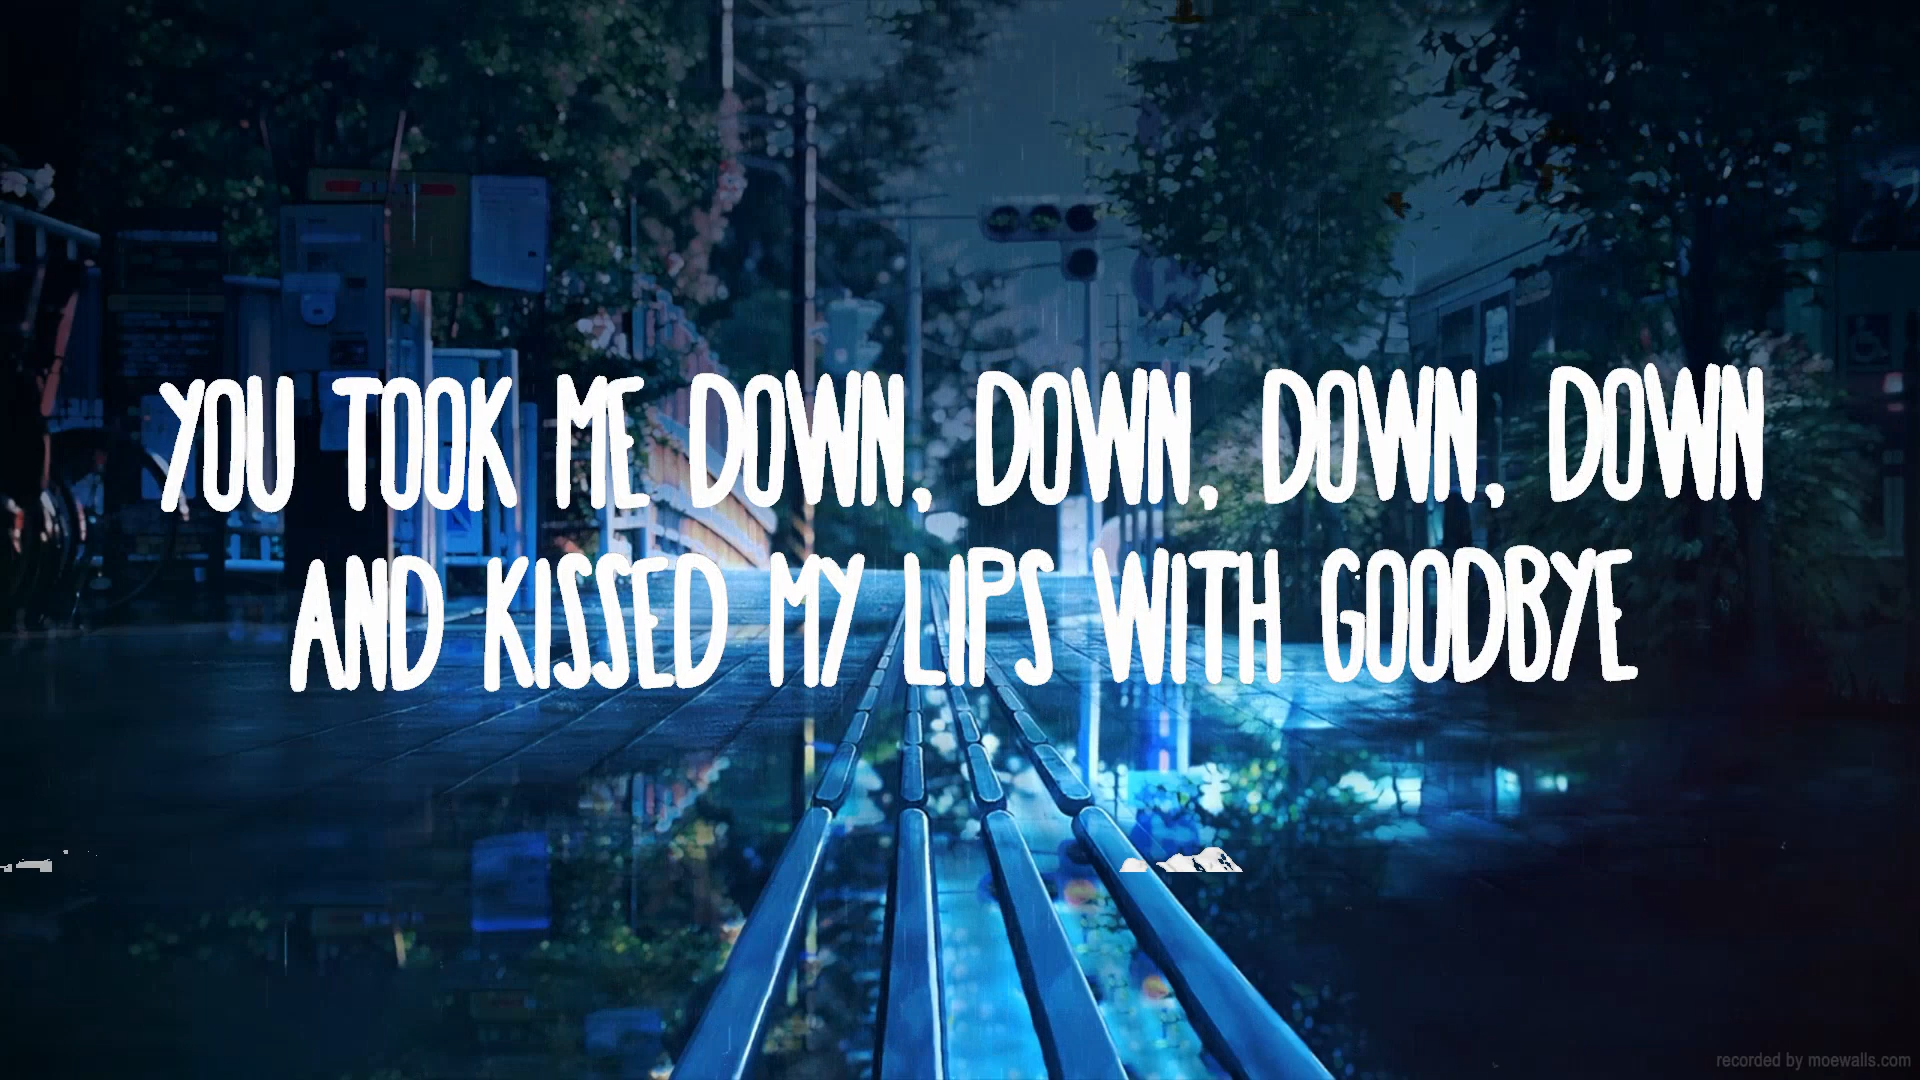 YOU TOOK ME DOWN, DOWN, DOWN, DOWN
AND KISSED MY LIPS WITH GOODBYE
recorded by moewalls.com